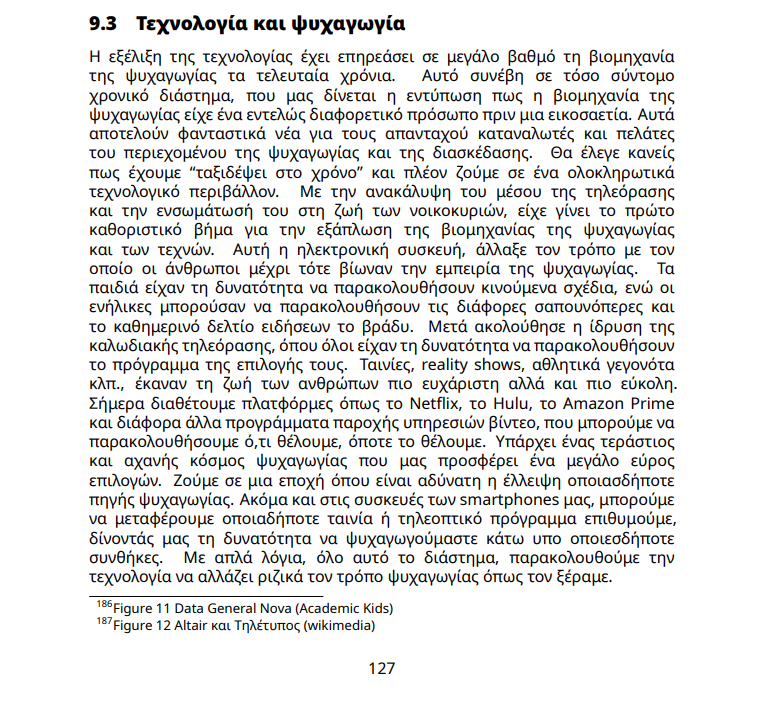 9.3 Τεχνολογία και ψυχαγωγία
Η εξέλιξη της τεχνολογίας έχει επηρεάσει σε μεγάλο βαθμό τη βιομηχανία
της ψυχαγωγίας τα τελευταία χρόνια. Αυτό συνέβη σε τόσο σύντομο
χρονικό διάστημα, που μας δίνεται η εντύπωση πως η βιομηχανία της
ψυχαγωγίας είχε ένα εντελώς διαφορετικό πρόσωπο πριν μια εικοσαετία. Αυτά
αποτελούν φανταστικά νέα για τους απανταχού καταναλωτές και πελάτες
του περιεχομένου της ψυχαγωγίας και της διασκέδασης. Θα έλεγε κανείς
πως έχουμε “ταξιδέψει στο χρόνο” και πλέον ζούμε σε ένα ολοκληρωτικά
τεχνολογικό περιβάλλον. Με την ανακάλυψη του μέσου της τηλεόρασης
και την ενσωμάτωσή του στη ζωή των νοικοκυριών, είχε γίνει το πρώτο
καθοριστικό βήμα για την εξάπλωση της βιομηχανίας της ψυχαγωγίας
και των τεχνών. Αυτή η ηλεκτρονική συσκευή, άλλαξε τον τρόπο με τον
οποίο οι άνθρωποι μέχρι τότε βίωναν την εμπειρία της ψυχαγωγίας. Τα
παιδιά είχαν τη δυνατότητα να παρακολουθήσουν κινούμενα σχέδια, ενώ οι
ενήλικες μπορούσαν να παρακολουθήσουν τις διάφορες σαπουνόπερες και
το καθημερινό δελτίο ειδήσεων το βράδυ. Μετά ακολούθησε η ίδρυση της
καλωδιακής τηλεόρασης, όπου όλοι είχαν τη δυνατότητα να παρακολουθήσουν
το πρόγραμμα της επιλογής τους. Ταινίες, reality shows, αθλητικά γεγονότα
κλπ., έκαναν τη ζωή των ανθρώπων πιο ευχάριστη αλλά και πιο εύκολη.
Σήμερα διαθέτουμε πλατφόρμες όπως το Netflix, το Hulu, το Amazon Prime
και διάφορα άλλα προγράμματα παροχής υπηρεσιών βίντεο, που μπορούμε να
παρακολουθήσουμε ό,τι θέλουμε, όποτε το θέλουμε. Υπάρχει ένας τεράστιος
και αχανής κόσμος ψυχαγωγίας που μας προσφέρει ένα μεγάλο εύρος
επιλογών. Ζούμε σε μια εποχή όπου είναι αδύνατη η έλλειψη οποιασδήποτε
πηγής ψυχαγωγίας. Ακόμα και στις συσκευές των smartphones μας, μπορούμε
να μεταφέρουμε οποιαδήποτε ταινία ή τηλεοπτικό πρόγραμμα επιθυμούμε,
δίνοντάς μας τη δυνατότητα να ψυχαγωγούμαστε κάτω υπο οποιεσδήποτε
συνθήκες. Με απλά λόγια, όλο αυτό το διάστημα, παρακολουθούμε την
τεχνολογία να αλλάζει ριζικά τον τρόπο ψυχαγωγίας όπως τον ξέραμε.
186Figure 11 Data General Nova (Academic Kids)
187Figure 12 Altair και Τηλέτυπος (wikimedia)
127